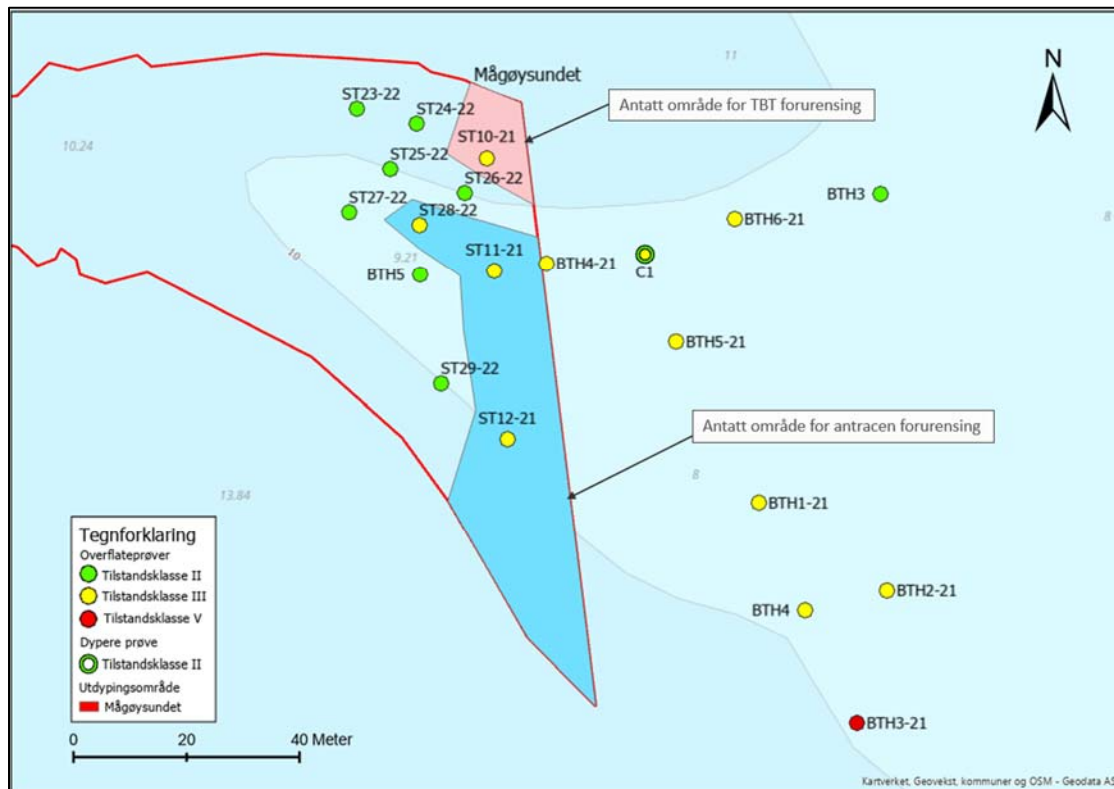 Mågøysundet
N
11
Antatt område for TBT forurensing
ST23-22
ST24-22
ST10-21
10.24
ST25-22
ST26-22
BTH3
8
ST27-22
ST28-22
BTH6-21
ST11-21
BTH4-21
10
9.21
BTH5
C1
BTH5-21
ST29-22
Antatt område for antracen forurensing
ST12-21
8
13.84
BTH1-21
BTH2-21
BTH4
BTH3-21
Tegnforklaring
Overflateprøver
Tilstandsklasse II
Tilstandsklasse III
Tilstandsklasse V
Dypere prøve
Tilstandsklasse II
Utdypingsområde
Mågøysundet
0 20 40 Meter
Kartverket, Geovekst, kommuner og OSM - Geodata AS